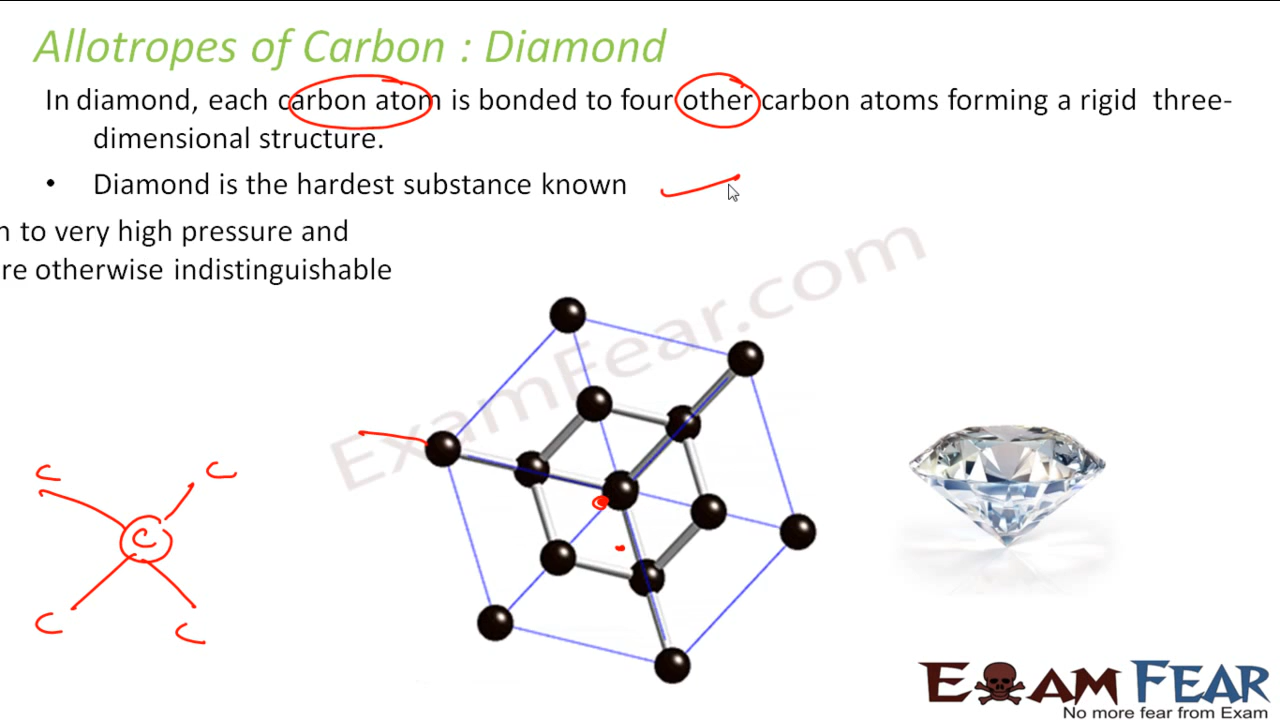 Allotropes of Carbon : Diamond
In diamond, each carbon atom is bonded to four other carbon atoms forming a rigid three-
dimensional structure.
• Diamond is the hardest substance known
n to very high pressure and
re otherwise indistinguishable
ExamFear.com
C C
C
C C
EXAM FEAR
No more fear from Exam